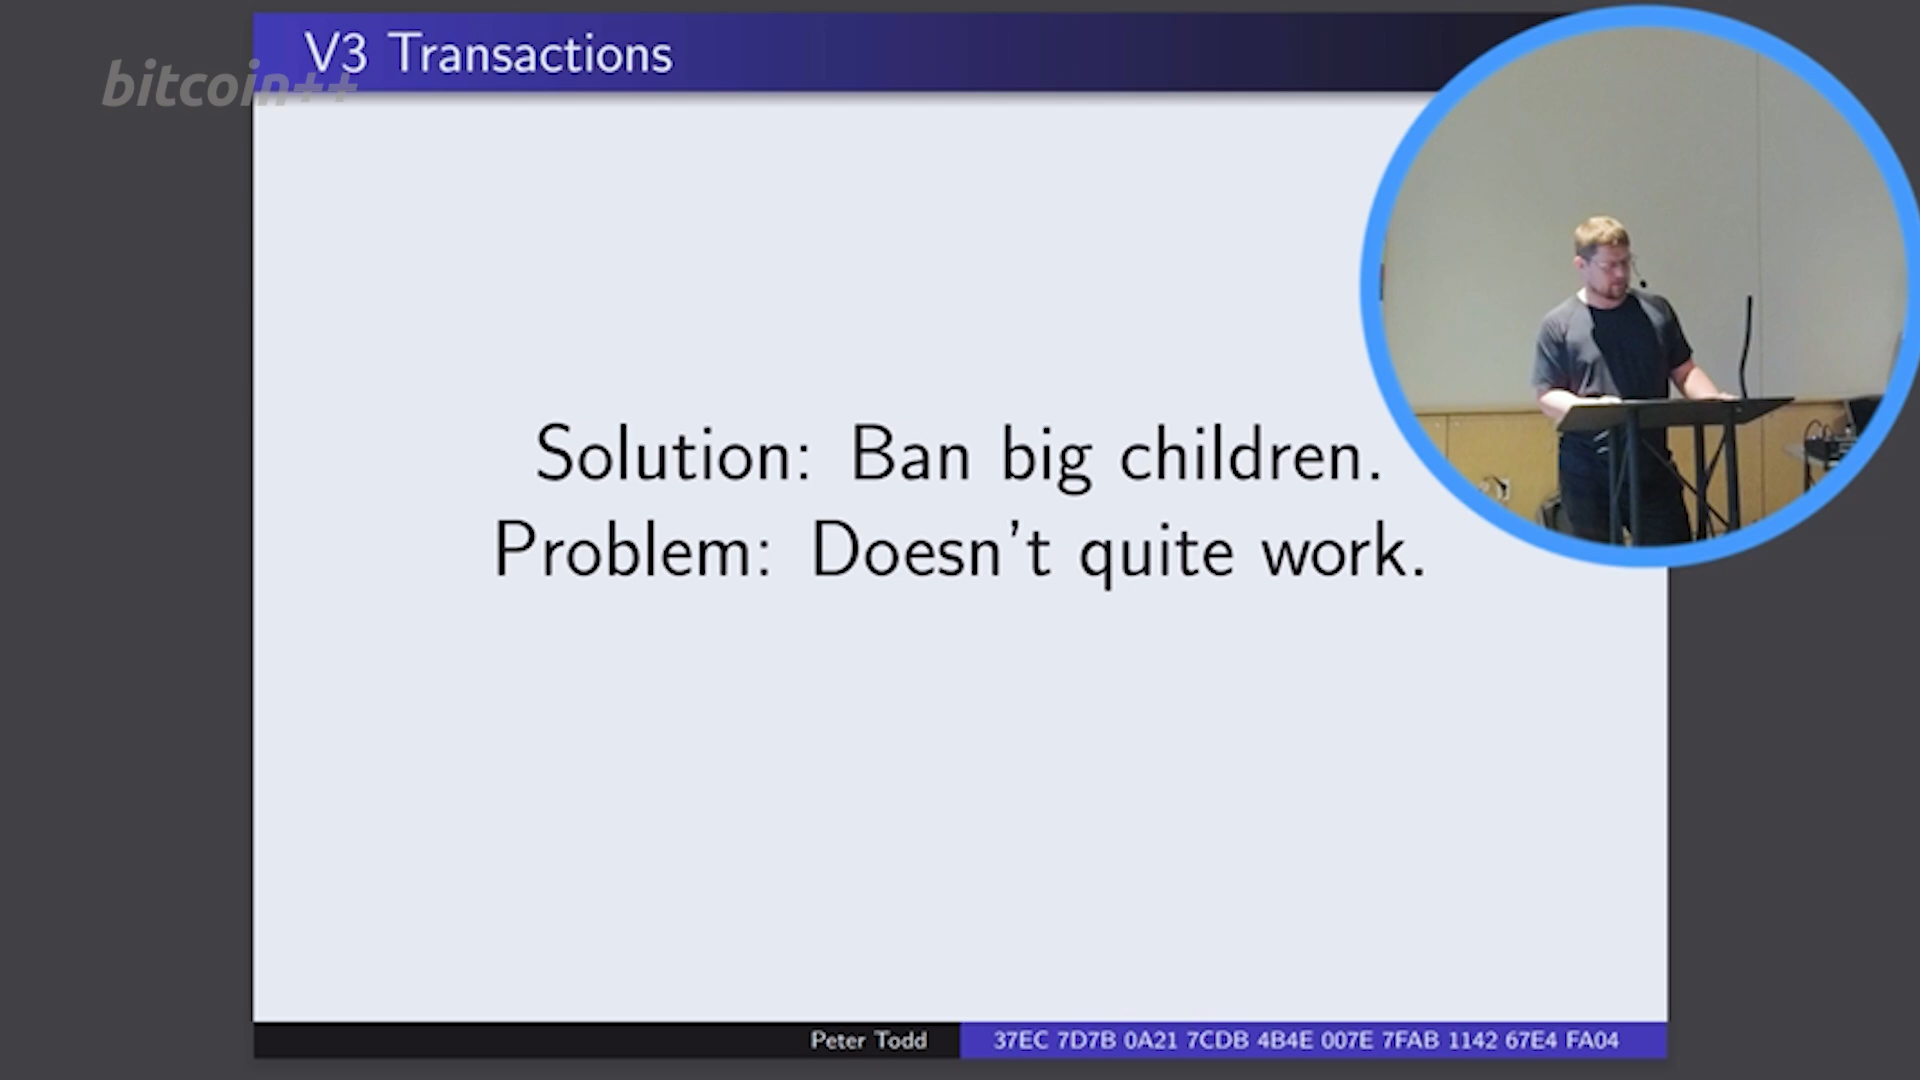 V3 Transactions
bitcoin++
Solution: Ban big children.
Problem: Doesn't quite work.
Peter Todd
37EC 7D7B 0A21 7CDB 4B4E 007E 7FAB 1142 67E4 FA04